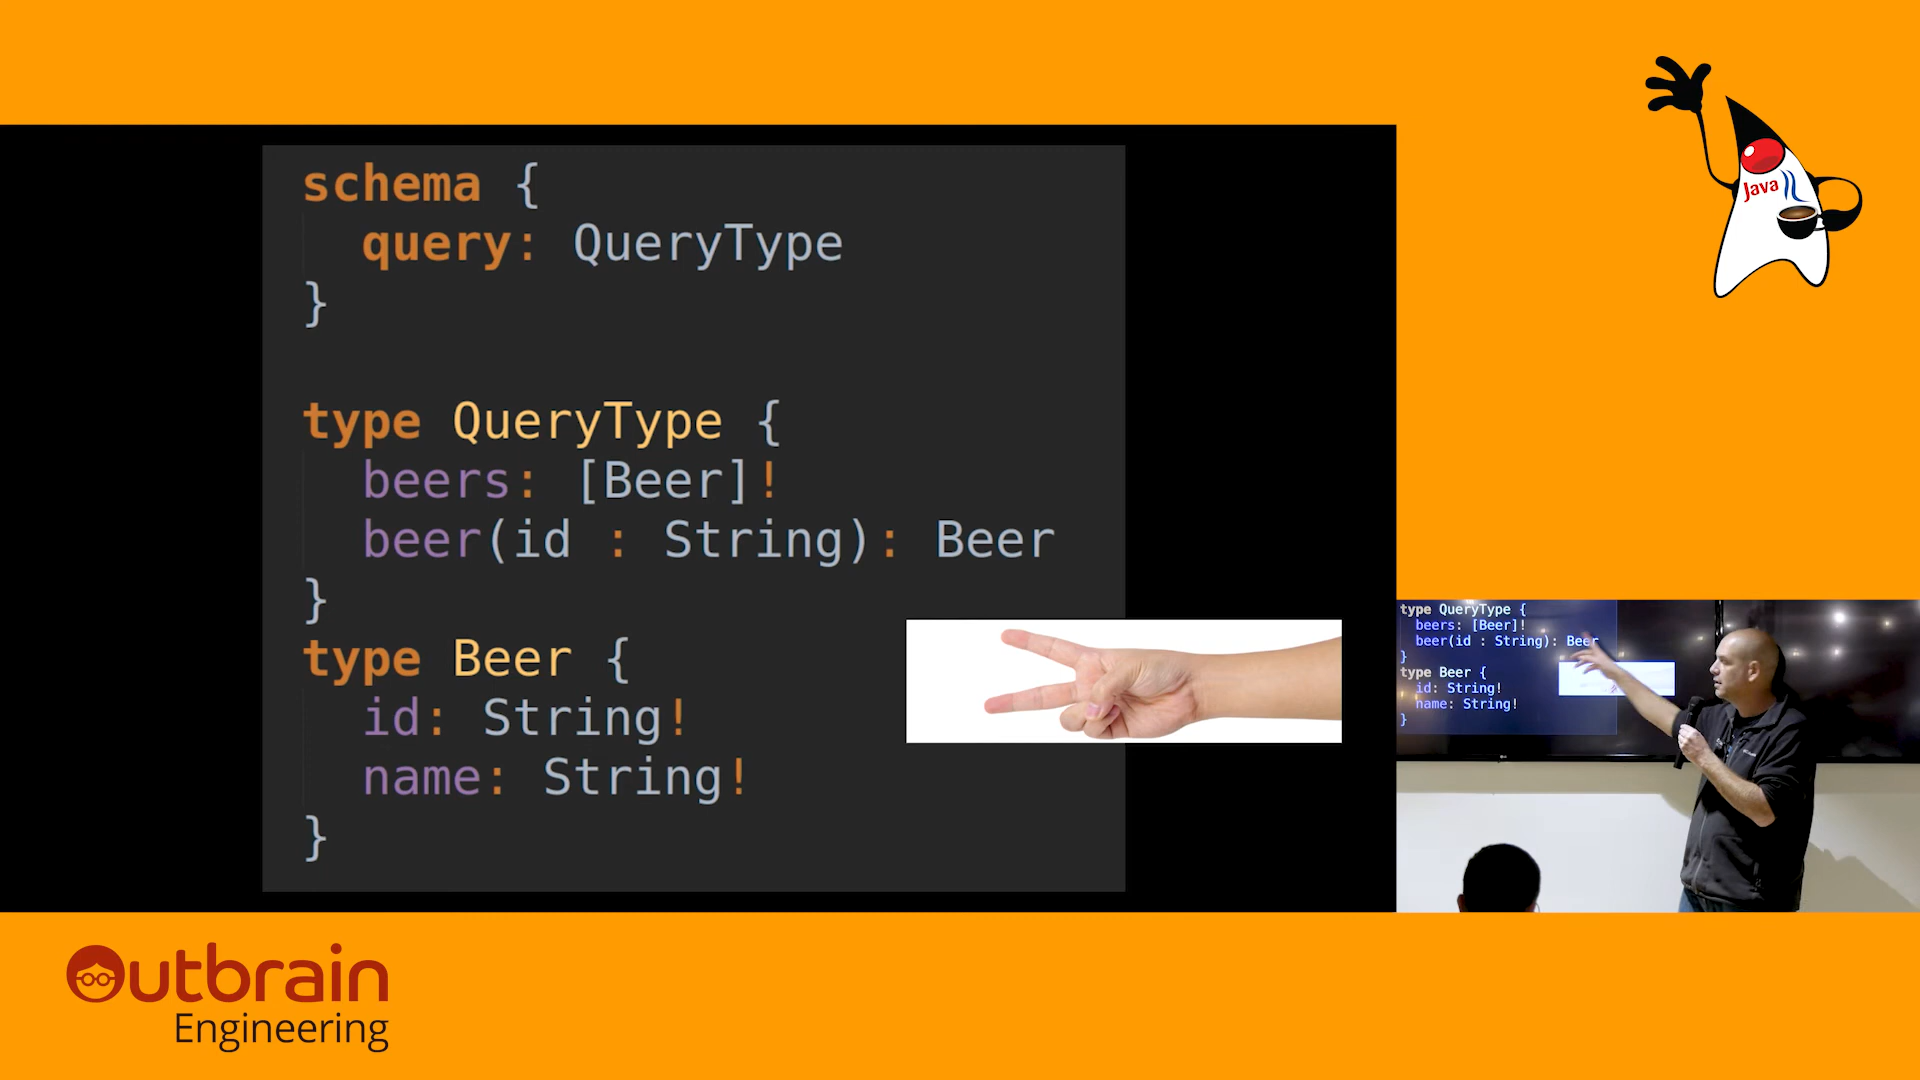 schema {
query: QueryType
}
type QueryType {
beers: [Beer]!
beer(id : String): Beer
}
type Beer {
id: String!
name: String!
}
Java
type QueryType {
beers: [Beer]!
beer(id : String): Beer
}
type Beer {
id: String!
name: String!
}
Outbrain
Engineering